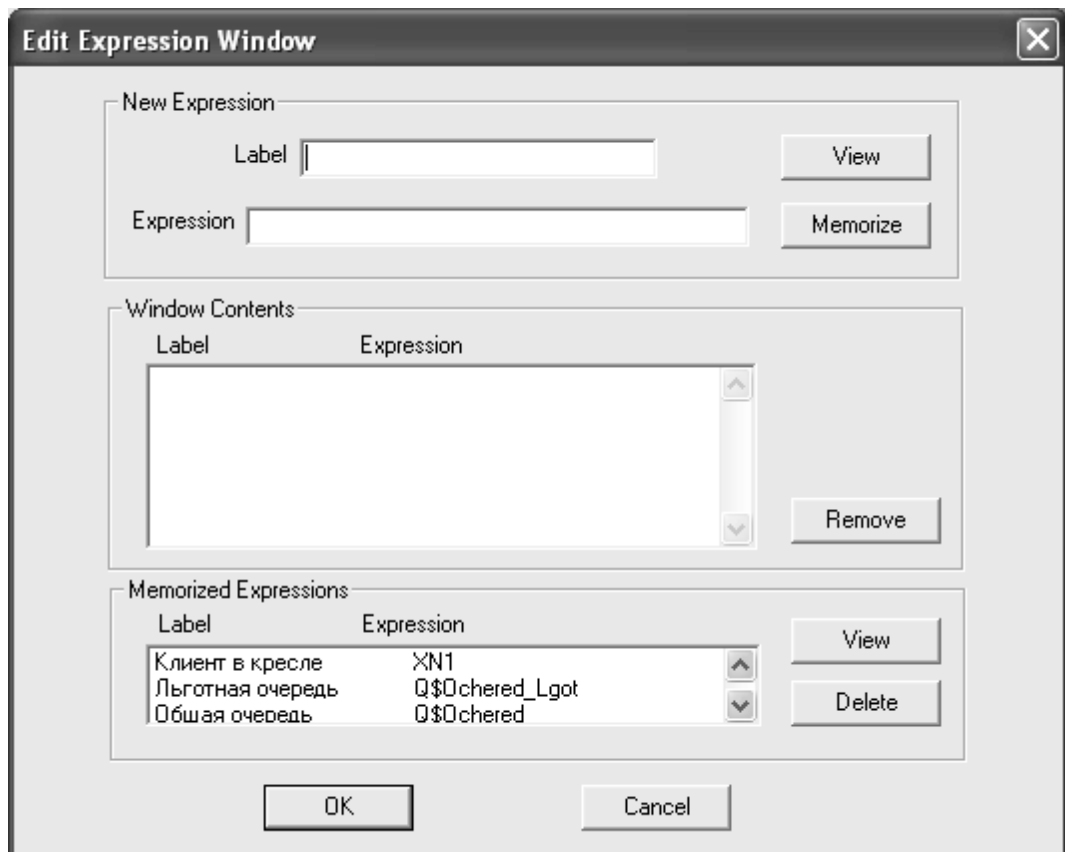 Edit Expression Window
New Expression
Label
View
Expression
Memorize
Window Contents
Label Expression
Remove
Memorized Expressions
Label Expression
View
Клиент в кресле XN1
Льготная очередь Q$Ochered_Lgot
Общая очередь Q$Ochered
Delete
OK Cancel